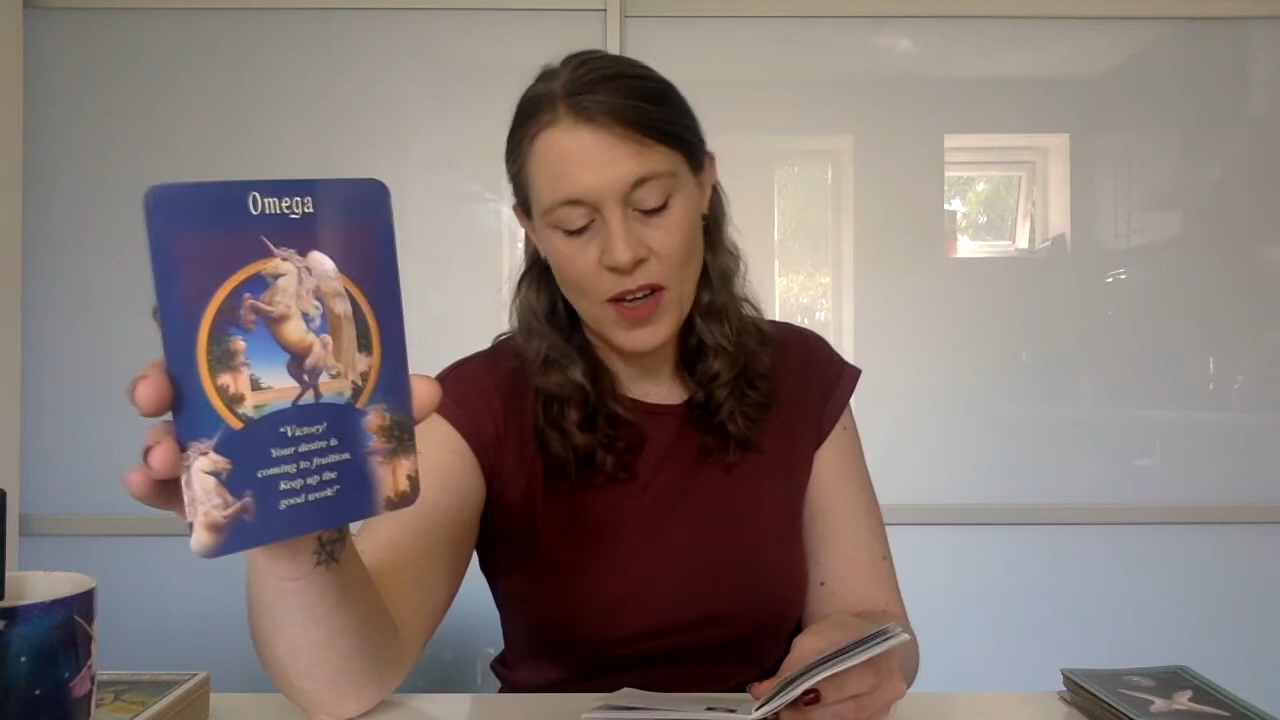 Omega
"Victory!
Your desire is
coming to fruition.
Keep up the
good work!"